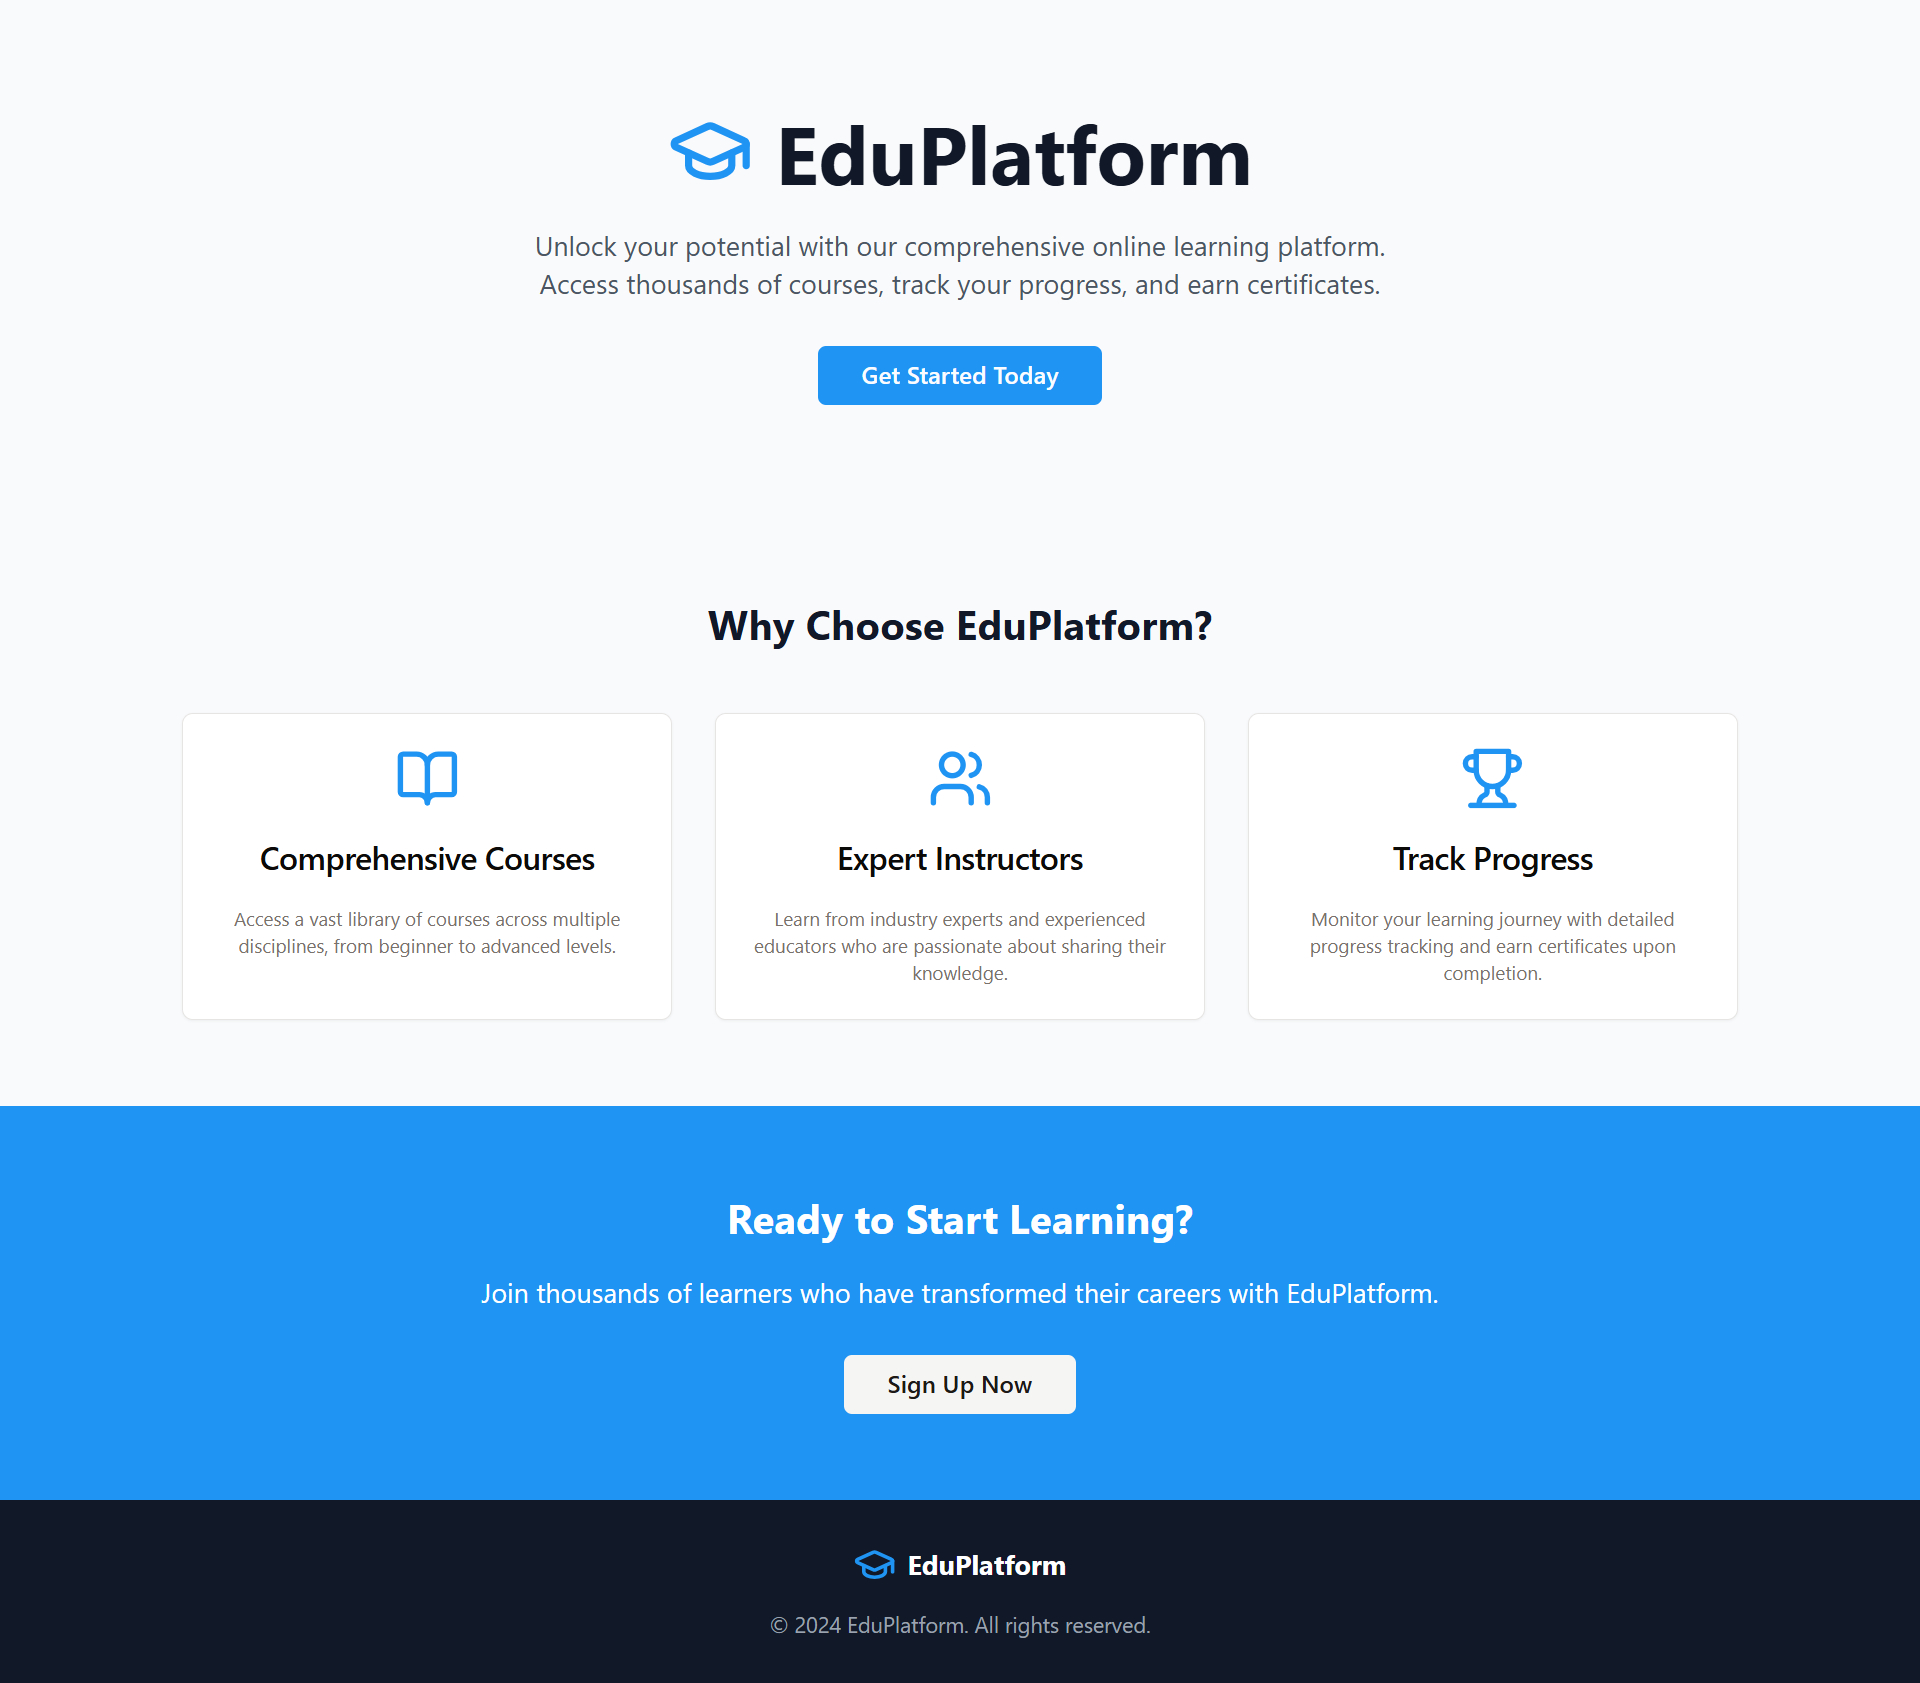 EduPlatform
Unlock your potential with our comprehensive online learning platform.
Access thousands of courses, track your progress, and earn certificates.
Get Started Today
Why Choose EduPlatform?
Comprehensive Courses
Access a vast library of courses across multiple
disciplines, from beginner to advanced levels.
Expert Instructors
Learn from industry experts and experienced
educators who are passionate about sharing their
knowledge.
Track Progress
Monitor your learning journey with detailed
progress tracking and earn certificates upon
completion.
Ready to Start Learning?
Join thousands of learners who have transformed their careers with EduPlatform.
Sign Up Now
EduPlatform
© 2024 EduPlatform. All rights reserved.